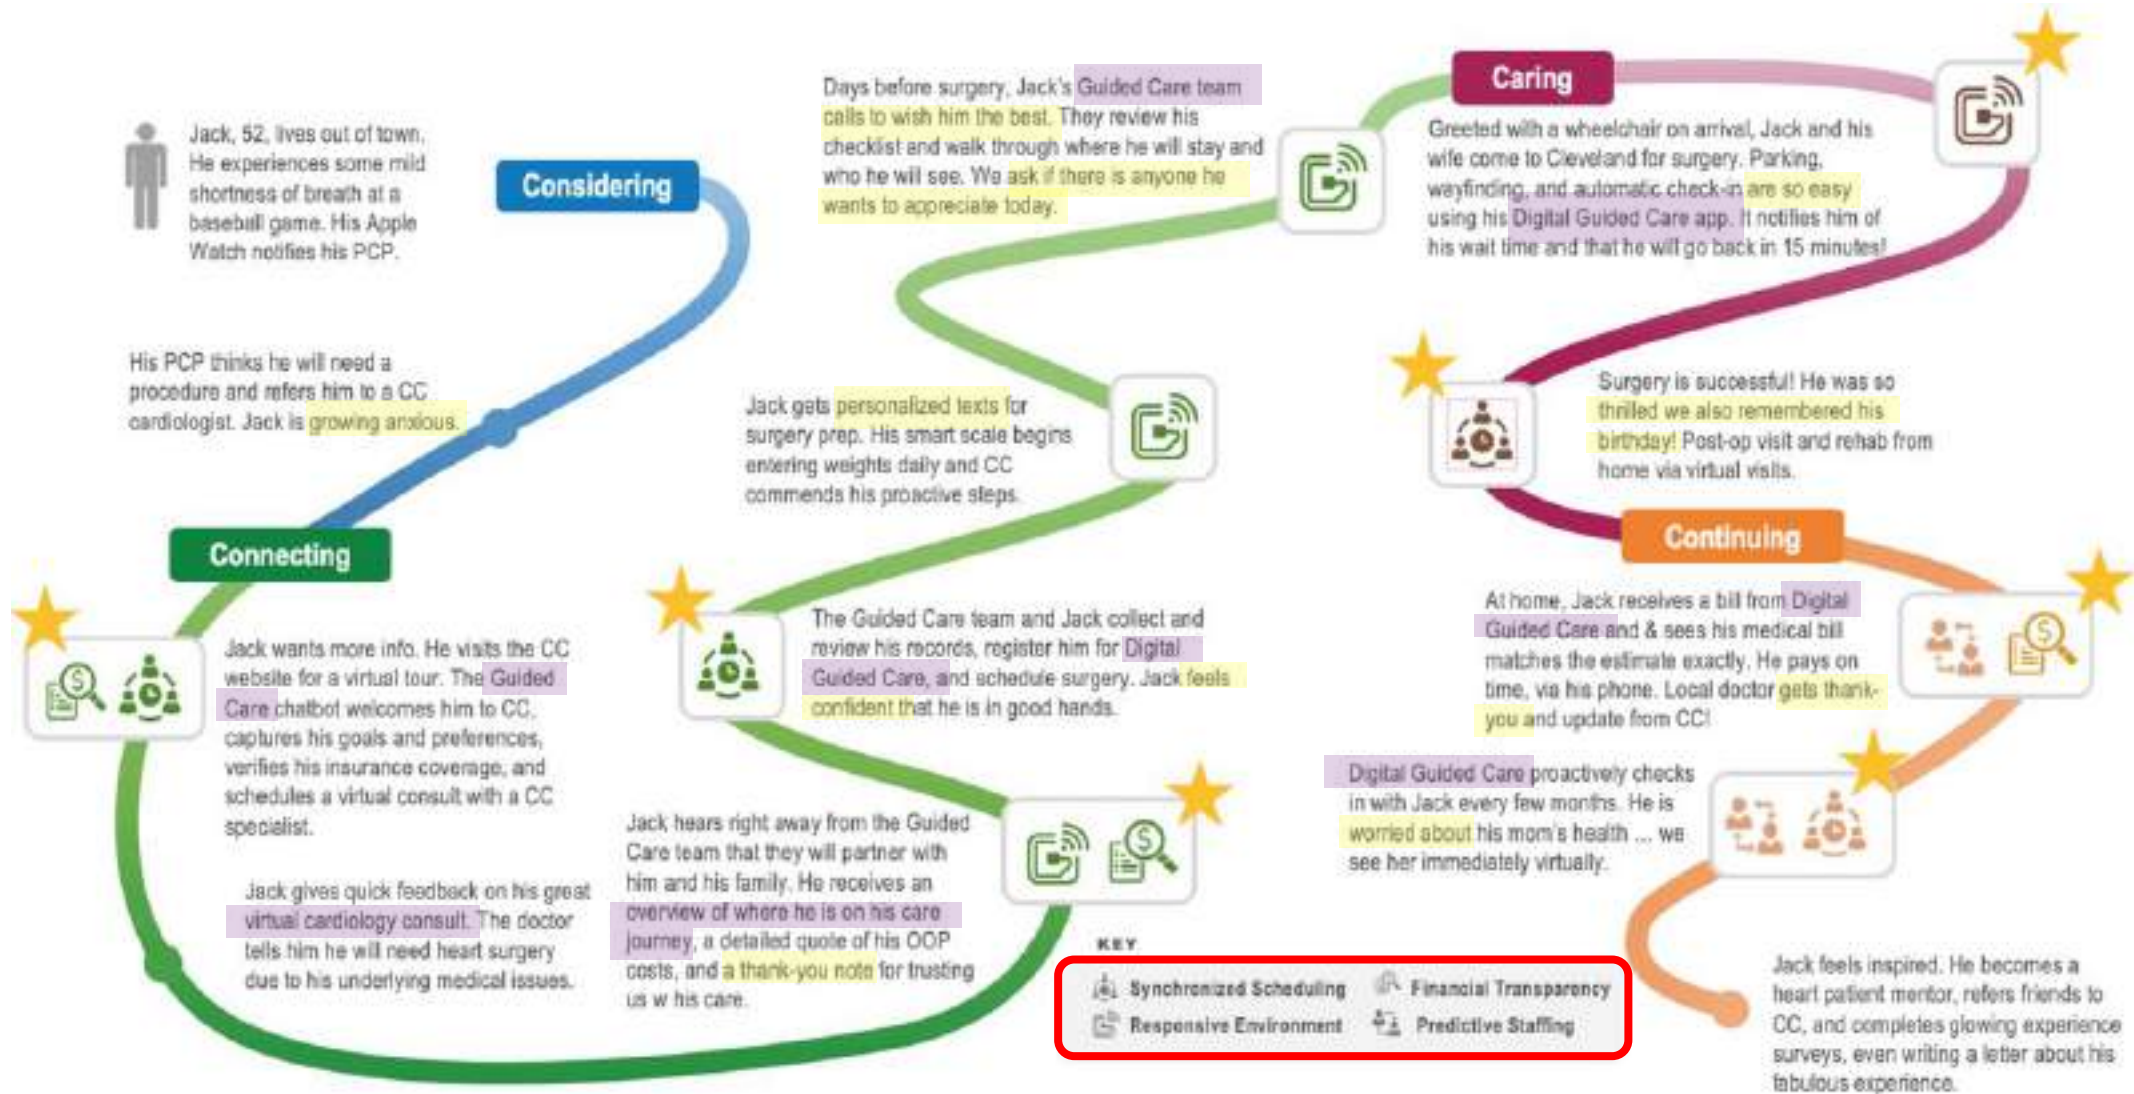 Jack, 52, lives out of town.
He experiences some mild
shortness of breath at a
baseball game. His Apple
Watch notifies his PCP.
Considering
His PCP thinks he will need a
procedure and refers him to a CC
cardiologist. Jack is growing anxious.
Connecting
Jack wants more info. He visits the CC
website for a virtual tour. The Guided
Care chatbot welcomes him to CC,
captures his goals and preferences,
verifies his insurance coverage, and
schedules a virtual consult with a CC
specialist.
Jack gives quick feedback on his great
virtual cardiology consult. The doctor
tells him he will need heart surgery
due to his underlying medical issues.
Jack hears right away from the Guided
Care team that they will partner with
him and his family. He receives an
overview of where he is on his care
journey, a detailed quote of his OOP
costs, and a thank-you note for trusting
us w his care.
The Guided Care team and Jack collect and
review his records, register him for Digital
Guided Care, and schedule surgery. Jack feels
confident that he is in good hands.
Jack gets personalized texts for
surgery prep. His smart scale begins
entering weights daily and CC
commends his proactive steps.
Days before surgery, Jack's Guided Care team
calls to wish him the best. They review his
checklist and walk through where he will stay and
who he will see. We ask if there is anyone he
wants to appreciate today.
Caring
Greeted with a wheelchair on arrival, Jack and his
wife come to Cleveland for surgery. Parking,
wayfinding, and automatic check-in are so easy
using his Digital Guided Care app. It notifies him of
his wait time and that he will go back in 15 minutes!
Surgery is successful! He was so
thrilled we also remembered his
birthday! Post-op visit and rehab from
home via virtual visits.
Continuing
At home, Jack receives a bill from Digital
Guided Care and & sees his medical bill
matches the estimate exactly. He pays on
time, via his phone. Local doctor gets thank-
you and update from CC!
Digital Guided Care proactively checks
in with Jack every few months. He is
worried about his mom's health ... we
see her immediately virtually.
Jack feels inspired. He becomes a
heart patient mentor, refers friends to
CC, and completes glowing experience
surveys, even writing a letter about his
fabulous experience.
KEY
Synchronized Scheduling
Financial Transparency
Responsive Environment
Predictive Staffing